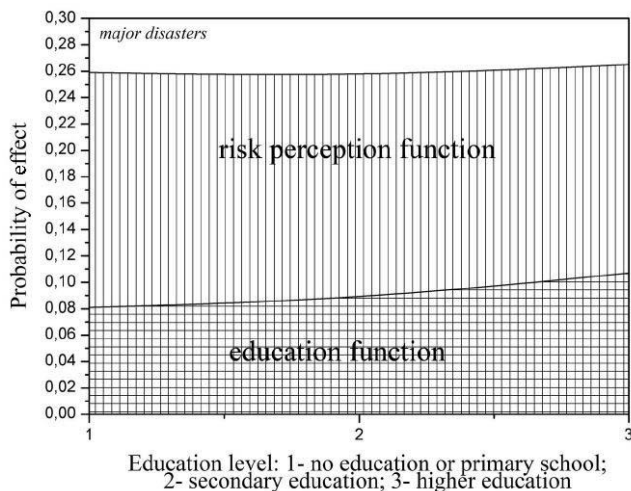 0,30
0,28
0,26
0,24
0,22
0,20
0,18
0,16
0,14
0,12
0,10
0,08
0,06
0,04
0,02
0,00
Probability of effect
major disasters
risk perception function
education function
1 2 3
Education level: 1- no education or primary school;
2- secondary education; 3- higher education